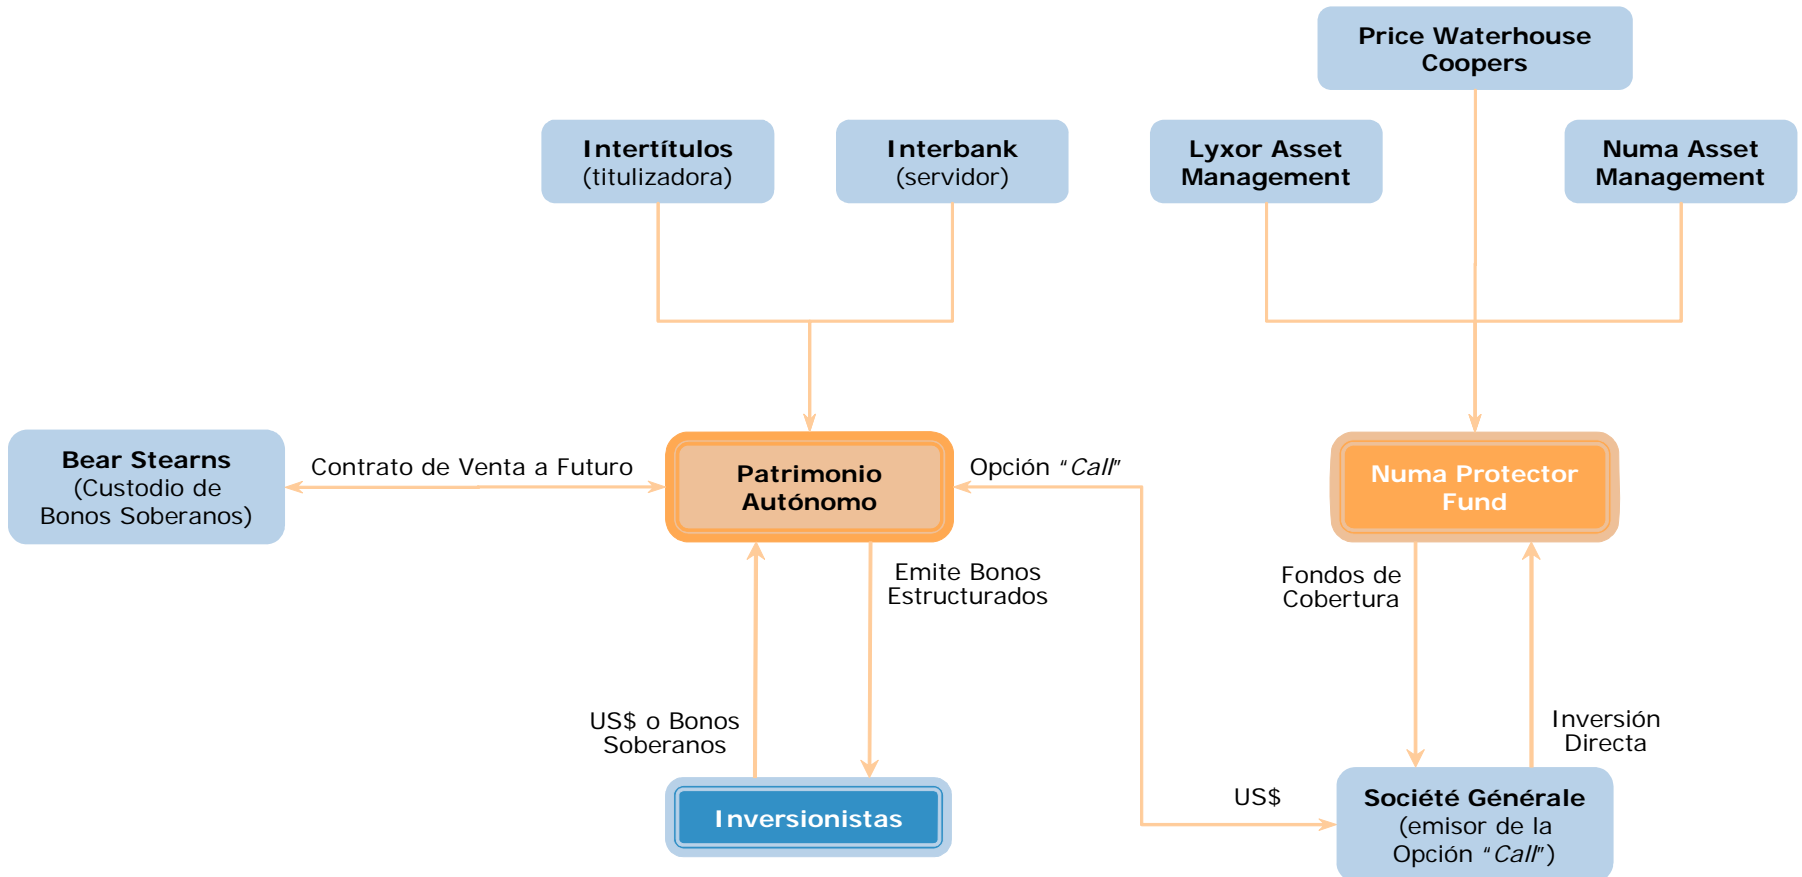 Price Waterhouse
Coopers
Intertítulos
(titulizadora)
Interbank
(servidor)
Lyxor Asset
Management
Numa Asset
Management
Bear Stearns
(Custodio de
Bonos Soberanos)
Contrato de Venta a Futuro
Patrimonio
Autónomo
Opción “Call”
Numa Protector
Fund
Emite Bonos
Estructurados
Fondos de
Cobertura
US$ o Bonos
Soberanos
Inversión
Directa
Inversionistas
US$
Société Générale
(emisor de la
Opción “Call”)